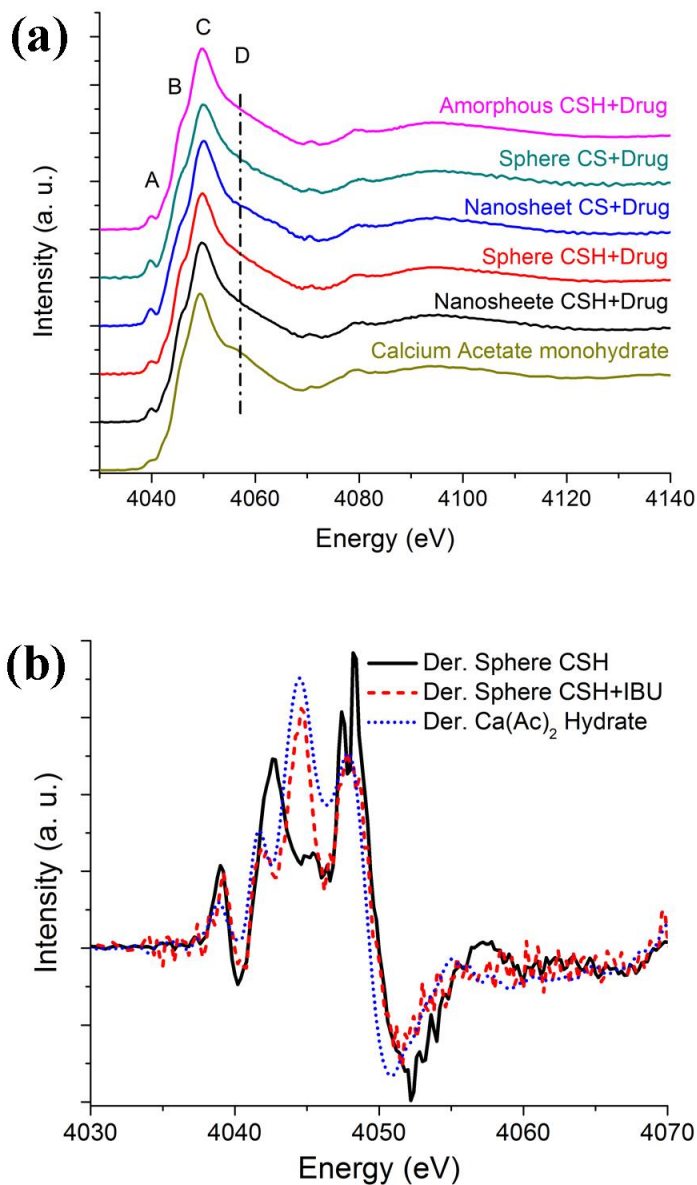 (a)
C
D
B
A
Amorphous CSH+Drug
Sphere CS+Drug
Nanosheet CS+Drug
Sphere CSH+Drug
Nanosheete CSH+Drug
Calcium Acetate monohydrate
Intensity (a. u.)
4040 4060 4080 4100 4120 4140
Energy (eV)
(b)
Der. Sphere CSH
Der. Sphere CSH+IBU
Der. Ca(Ac)2 Hydrate
Intensity (a. u.)
4030 4040 4050 4060 4070
Energy (eV)